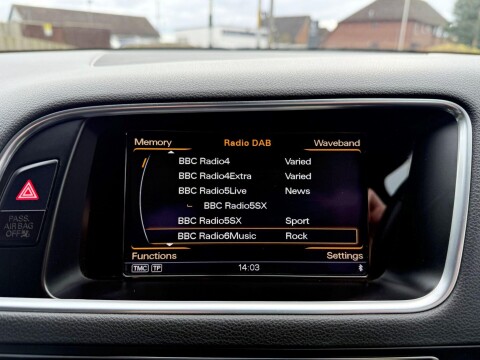 Memory Radio DAB Waveband
BBC Radio4 Varied
BBC Radio4Extra Varied
BBC Radio5Live News
BBC Radio5SX
BBC Radio5SX Sport
BBC Radio6Music Rock
Functions Settings
TMC TP 14:03
PASS
AIR BAG
OFF